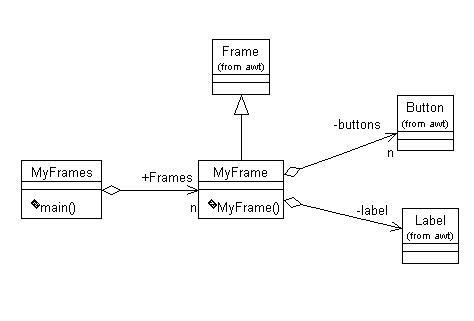 Frame
(from awt)
Button
(from awt)
-buttons
n
MyFrames
main()
+Frames
n
MyFrame
MyFrame()
-label
Label
(from awt)